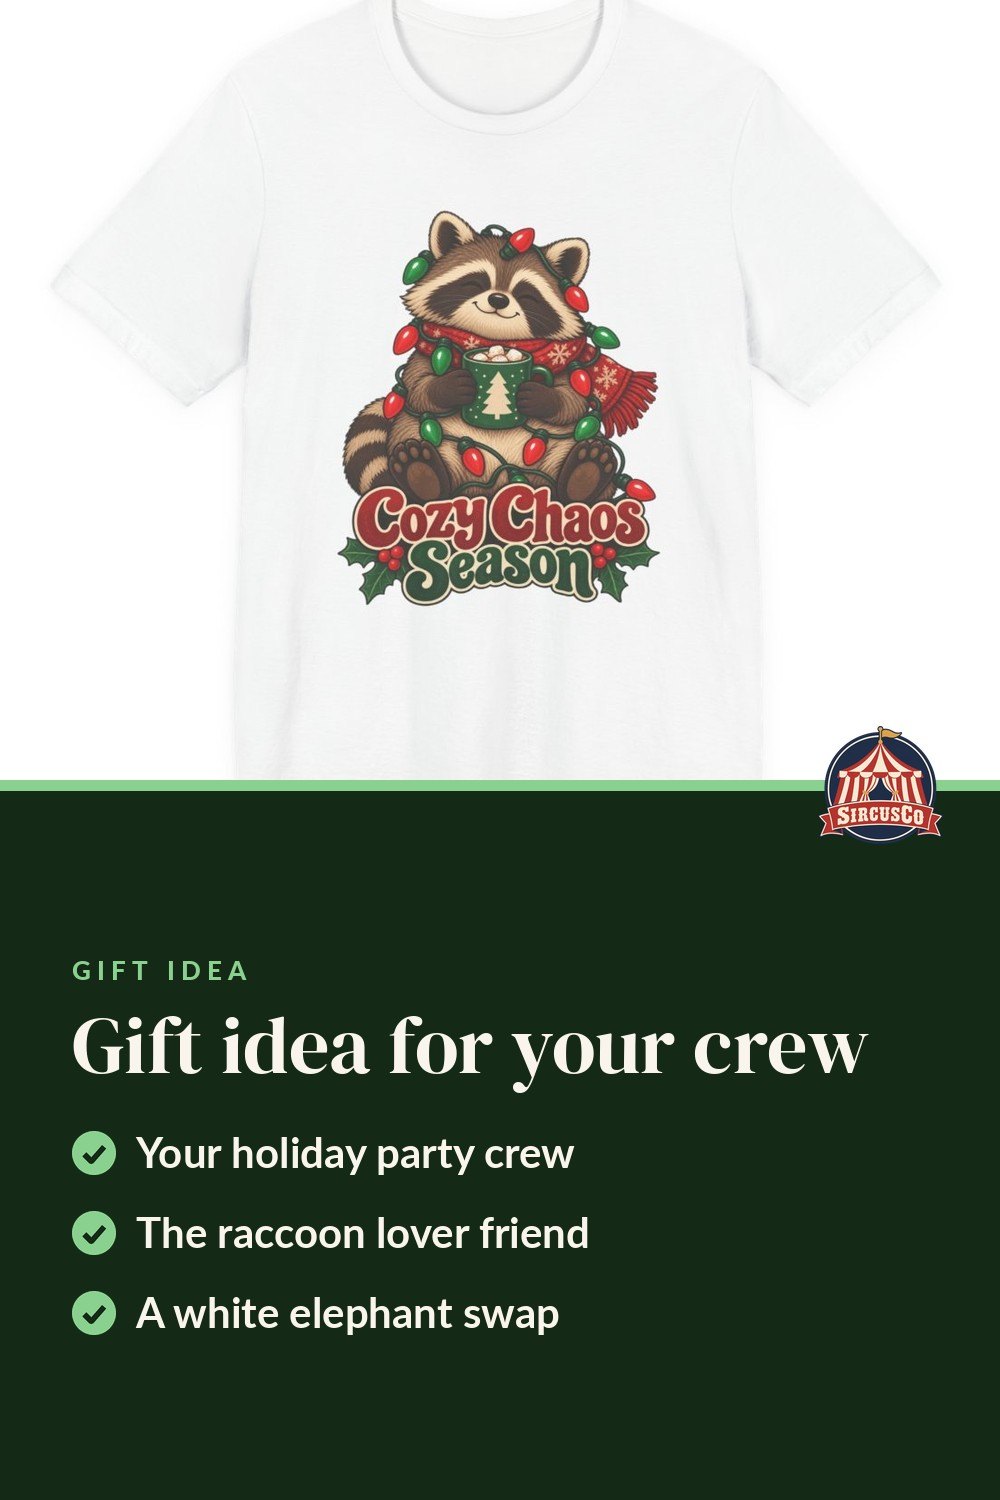 Cozy Chaos
Season
SIRCUSCO
GIFT IDEA
Gift idea for your crew
Your holiday party crew
The raccoon lover friend
A white elephant swap